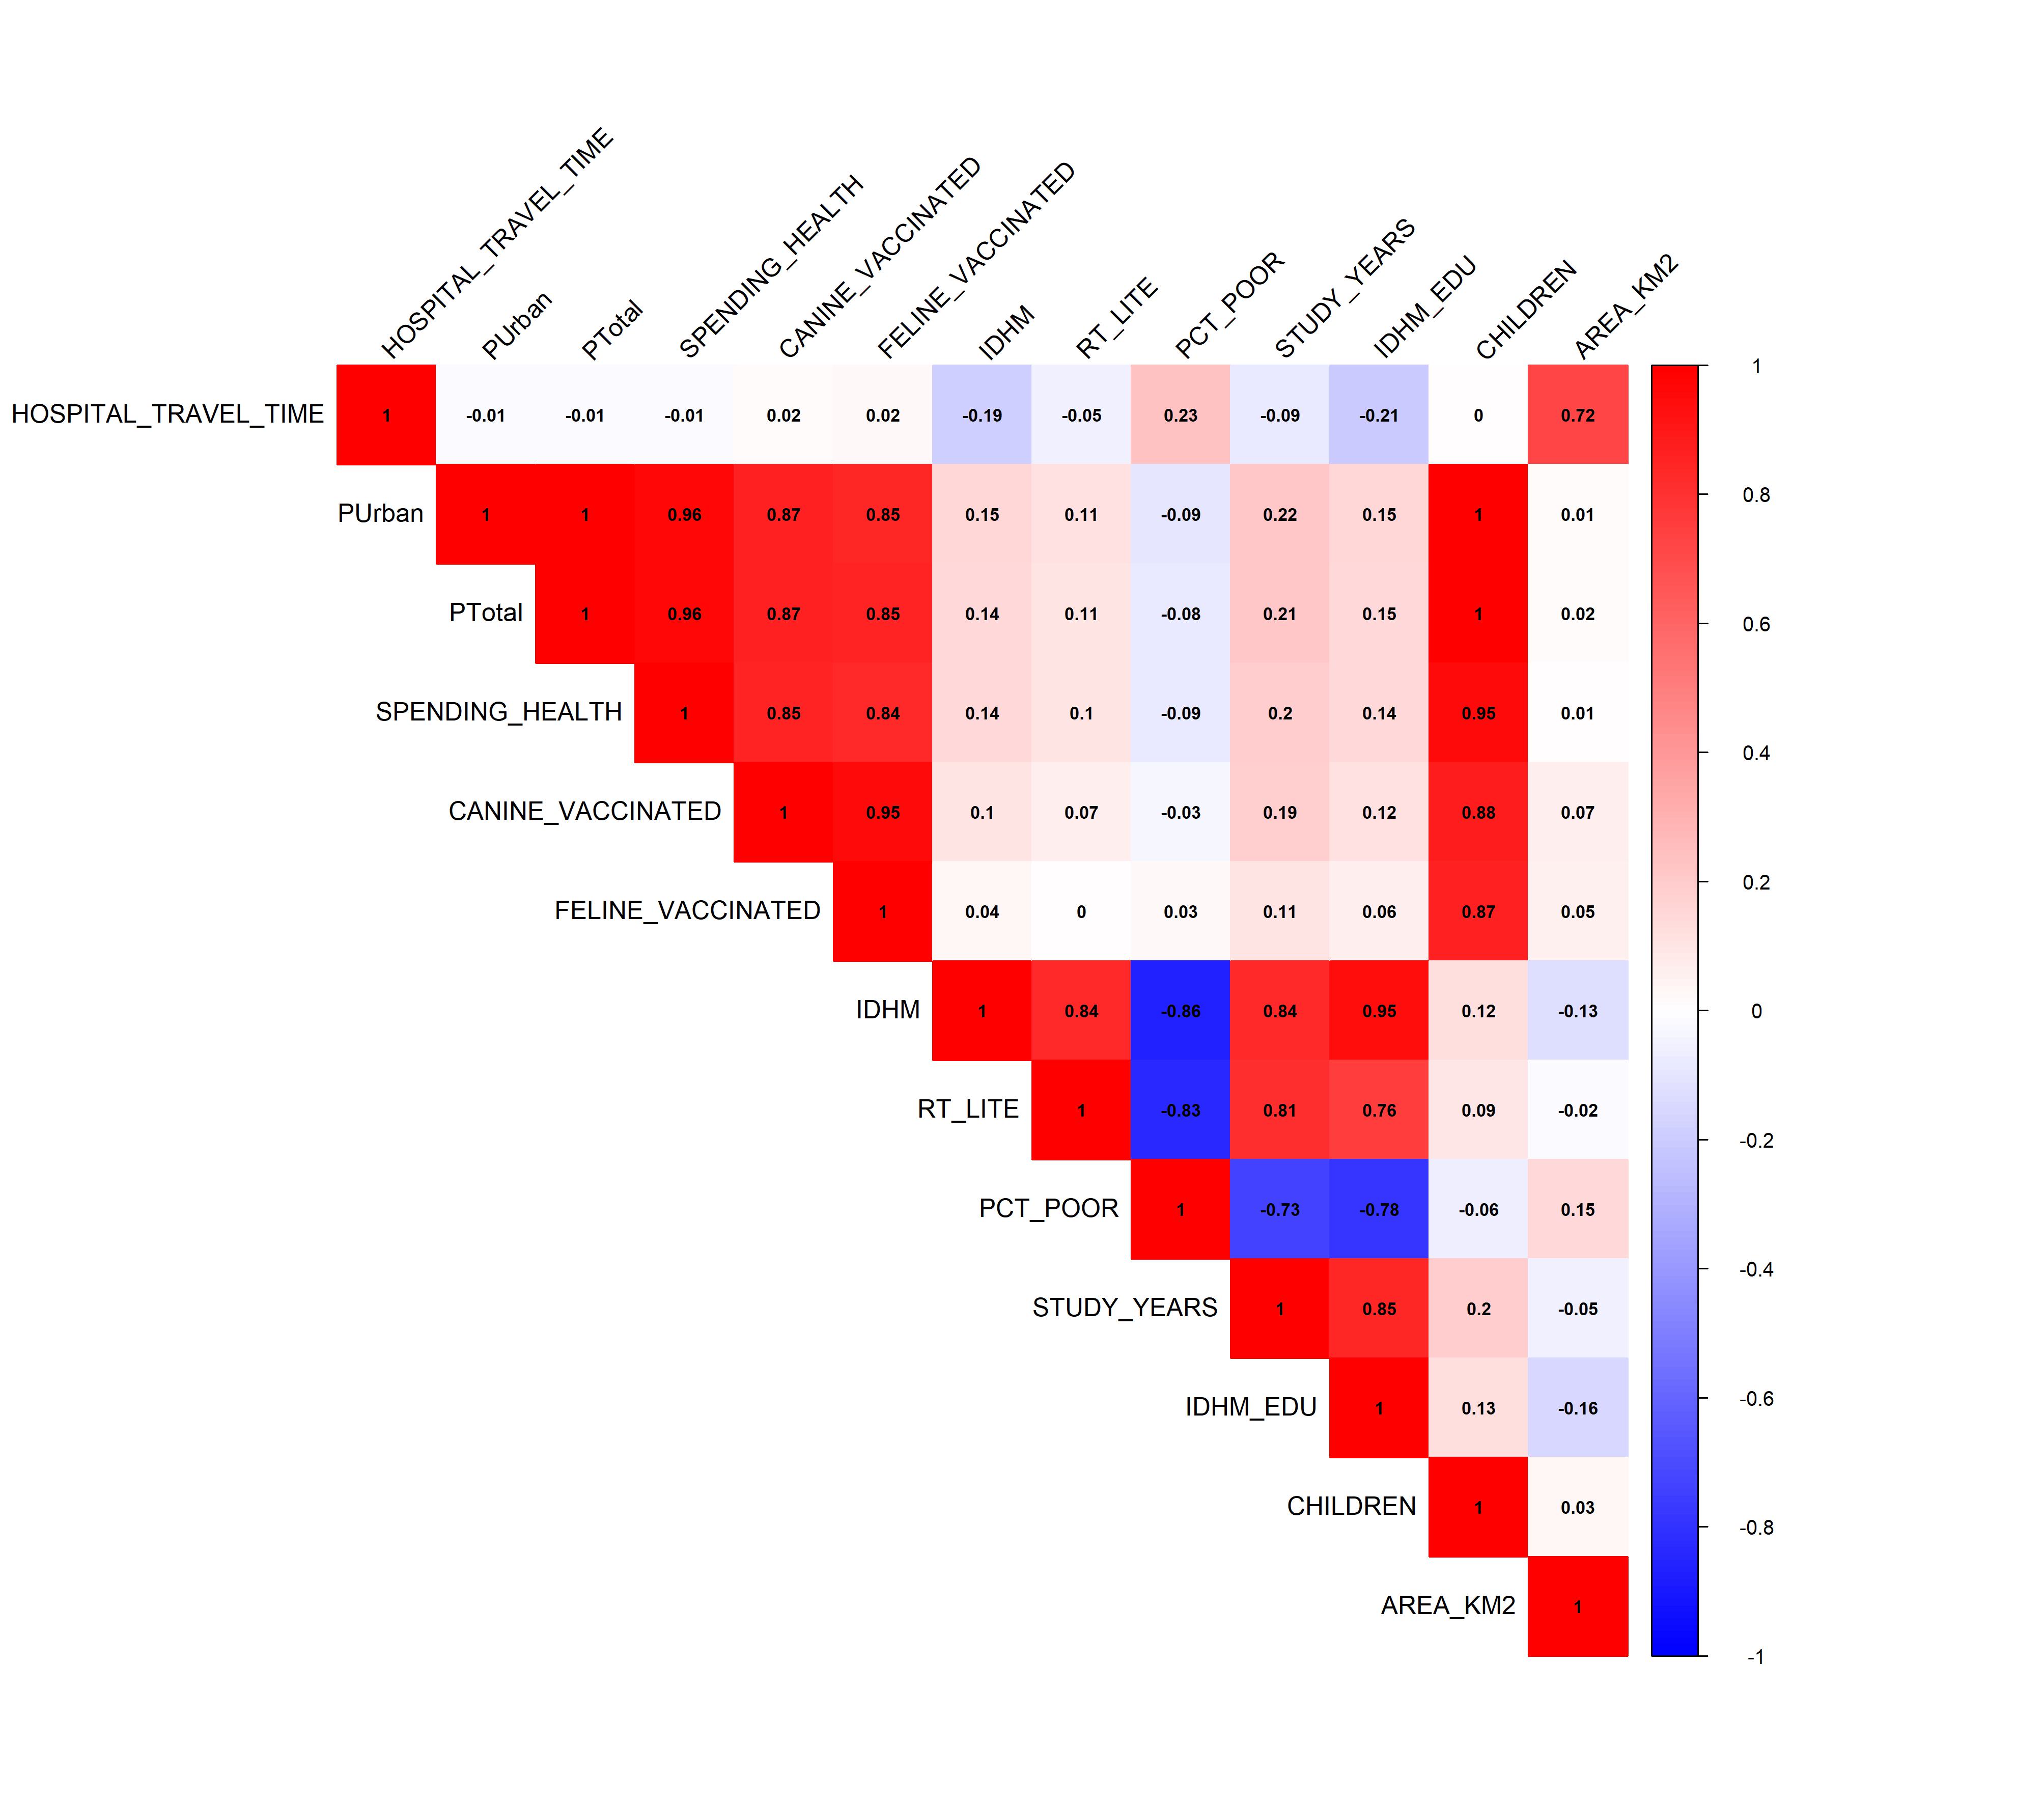 HOSPITAL_TRAVEL_TIME PUrban PTotal SPENDING_HEALTH CANINE_VACCINATED FELINE_VACCINATED IDHM RT_LITE PCT_POOR STUDY_YEARS IDHM_EDU CHILDREN AREA_KM2
HOSPITAL_TRAVEL_TIME 1 -0.01 -0.01 -0.01 0.02 0.02 -0.19 -0.05 0.23 -0.09 -0.21 0 0.72
PUrban 1 1 0.96 0.87 0.85 0.15 0.11 -0.09 0.22 0.15 1 0.01
PTotal 1 0.96 0.87 0.85 0.14 0.11 -0.08 0.21 0.15 1 0.02
SPENDING_HEALTH 1 0.85 0.84 0.14 0.1 -0.09 0.2 0.14 0.95 0.01
CANINE_VACCINATED 1 0.95 0.1 0.07 -0.03 0.19 0.12 0.88 0.07
FELINE_VACCINATED 1 0.04 0 0.03 0.11 0.06 0.87 0.05
IDHM 1 0.84 -0.86 0.84 0.95 0.12 -0.13
RT_LITE 1 -0.83 0.81 0.76 0.09 -0.02
PCT_POOR 1 -0.73 -0.78 -0.06 0.15
STUDY_YEARS 1 0.85 0.2 -0.05
IDHM_EDU 1 0.13 -0.16
CHILDREN 1 0.03
AREA_KM2 1
1
0.8
0.6
0.4
0.2
0
-0.2
-0.4
-0.6
-0.8
-1